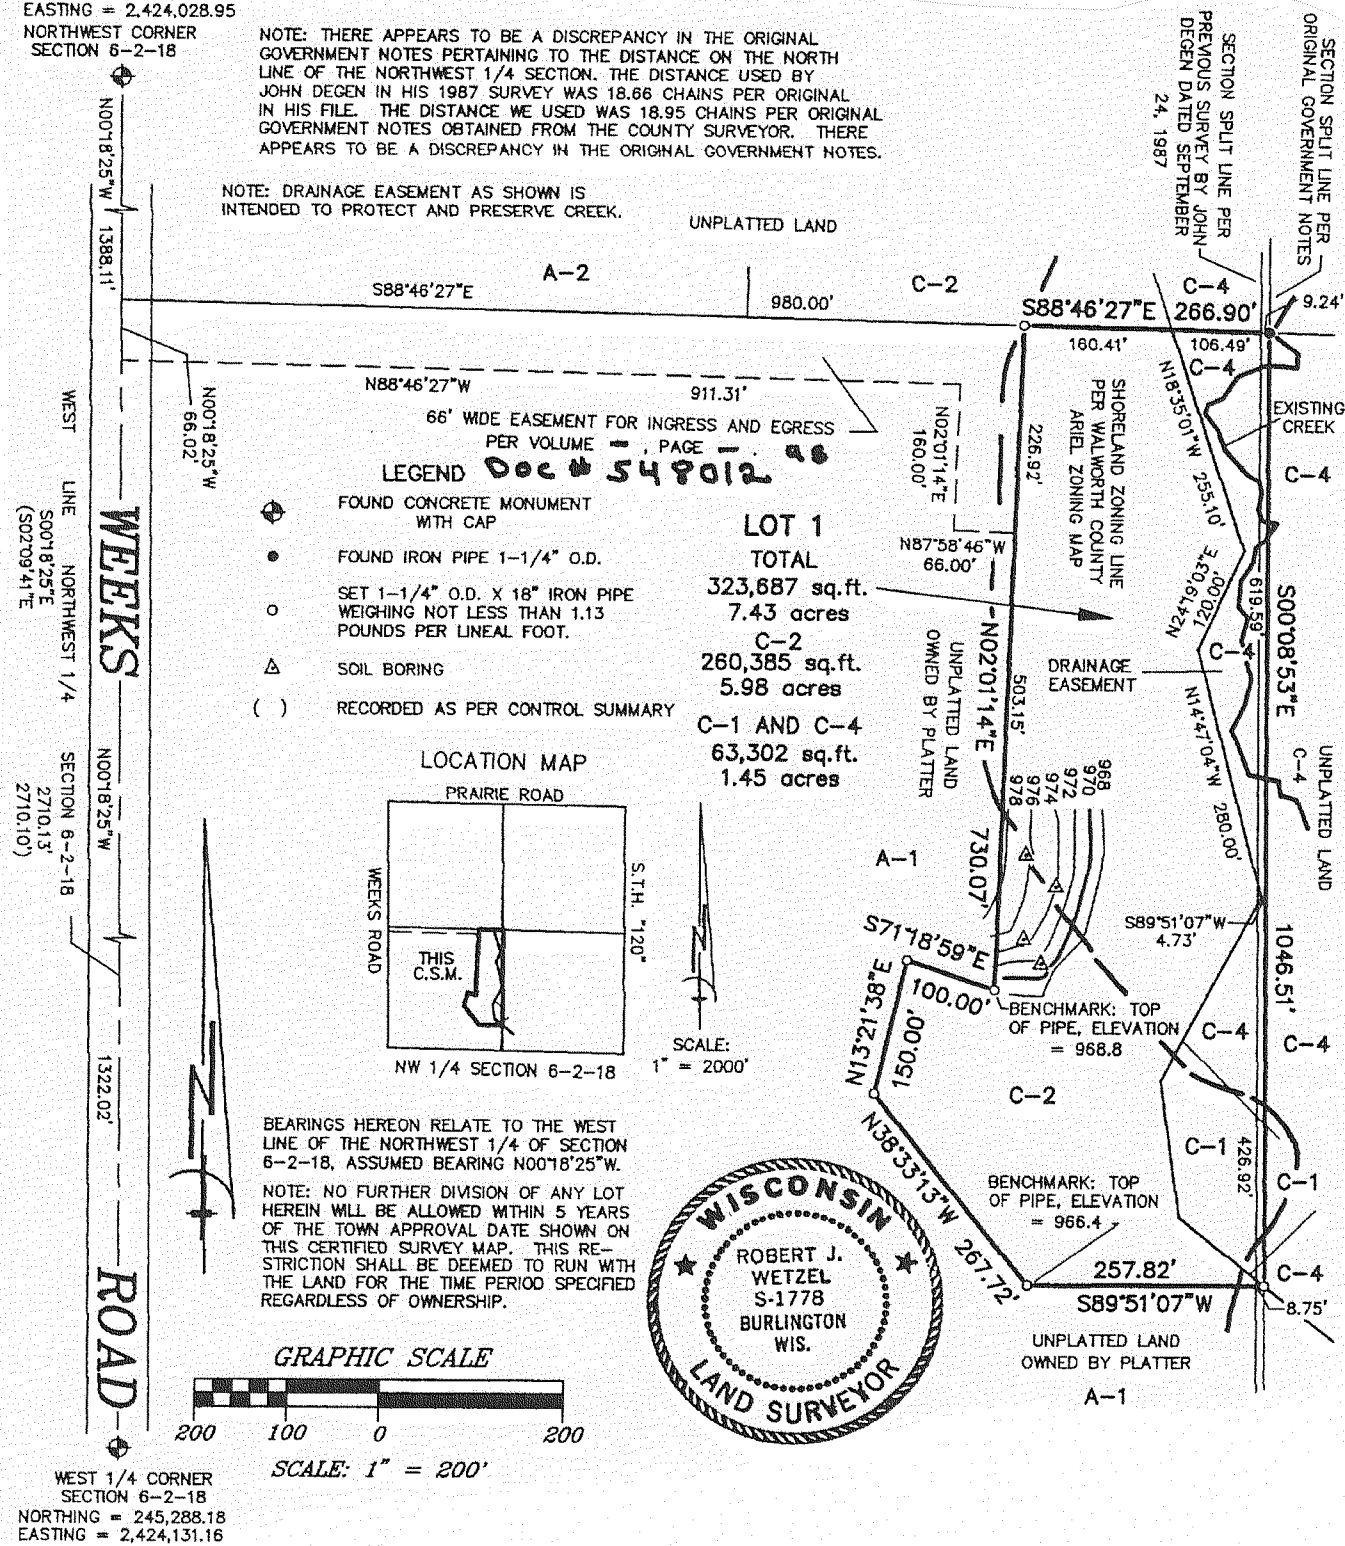 EASTING = 2,424,028.95
NORTHWEST CORNER
SECTION 6-2-18
NOTE: THERE APPEARS TO BE A DISCREPANCY IN THE ORIGINAL
GOVERNMENT NOTES PERTAINING TO THE DISTANCE ON THE NORTH
LINE OF THE NORTHWEST 1/4 SECTION. THE DISTANCE USED BY
JOHN DEGEN IN HIS 1987 SURVEY WAS 18.66 CHAINS PER ORIGINAL
IN HIS FILE. THE DISTANCE WE USED WAS 18.95 CHAINS PER ORIGINAL
GOVERNMENT NOTES OBTAINED FROM THE COUNTY SURVEYOR. THERE
APPEARS TO BE A DISCREPANCY IN THE ORIGINAL GOVERNMENT NOTES.
NOTE: DRAINAGE EASEMENT AS SHOWN IS
INTENDED TO PROTECT AND PRESERVE CREEK.
UNPLATTED LAND
SECTION SPLIT LINE PER
PREVIOUS SURVEY BY JOHN
DEGEN DATED SEPTEMBER
24, 1987
SECTION SPLIT LINE PER
ORIGINAL GOVERNMENT NOTES
N00°18'25"W 1388.11'
A-2
S88°46'27"E
980.00'
C-2
C-4
S88°46'27"E 266.90'
9.24'
160.41'
106.49'
C-4
N88°46'27"W
911.31'
N00°18'25"W
66.02'
66' WIDE EASEMENT FOR INGRESS AND EGRESS
PER VOLUME - , PAGE - . as
LEGEND DOC # 548012
FOUND CONCRETE MONUMENT
WITH CAP
FOUND IRON PIPE 1-1/4" O.D.
SET 1-1/4" O.D. X 18" IRON PIPE
WEIGHING NOT LESS THAN 1.13
POUNDS PER LINEAL FOOT.
SOIL BORING
( ) RECORDED AS PER CONTROL SUMMARY
LOT 1
TOTAL
323,687 sq.ft.
7.43 acres
C-2
260,385 sq.ft.
5.98 acres
C-1 AND C-4
63,302 sq.ft.
1.45 acres
N02°01'14"E
160.00'
N87°58'46"W
66.00'
226.92'
SHORELAND ZONING LINE
PER WALWORTH COUNTY
ARIEL ZONING MAP
N18°35'01"W 255.10'
EXISTING
CREEK
C-4
N24°19'03"E
120.00'
619.59'
C-4
S00°08'53"E
DRAINAGE
EASEMENT
N14°47'04"W 280.00'
C-4
UNPLATTED LAND
UNPLATTED LAND
OWNED BY PLATTER
N02°01'14"E 730.07'
503.15'
968
970
972
974
976
978
A-1
S89°51'07"W
4.73'
1046.51'
S71°18'59"E
100.00'
N13°21'38"E
150.00'
BENCHMARK: TOP
OF PIPE, ELEVATION
= 968.8
C-4
C-4
C-2
N38°33'13"W 267.72'
C-1
426.92'
C-1
BENCHMARK: TOP
OF PIPE, ELEVATION
= 966.4
257.82'
S89°51'07"W
C-4
8.75'
UNPLATTED LAND
OWNED BY PLATTER
A-1
WEST LINE NORTHWEST 1/4 SECTION 6-2-18
S00°18'25"E 2710.13'
(S02°09'41"E 2710.10')
WEEKS ROAD
N00°18'25"W
1322.02'
LOCATION MAP
PRAIRIE ROAD
WEEKS ROAD
S.T.H. "120"
THIS
C.S.M.
NW 1/4 SECTION 6-2-18
N
SCALE:
1" = 2000'
N
BEARINGS HEREON RELATE TO THE WEST
LINE OF THE NORTHWEST 1/4 OF SECTION
6-2-18, ASSUMED BEARING N00°18'25"W.
NOTE: NO FURTHER DIVISION OF ANY LOT
HEREIN WILL BE ALLOWED WITHIN 5 YEARS
OF THE TOWN APPROVAL DATE SHOWN ON
THIS CERTIFIED SURVEY MAP. THIS RE-
STRICTION SHALL BE DEEMED TO RUN WITH
THE LAND FOR THE TIME PERIOD SPECIFIED
REGARDLESS OF OWNERSHIP.
WISCONSIN
ROBERT J.
WETZEL
S-1778
BURLINGTON
WIS.
LAND SURVEYOR
GRAPHIC SCALE
200 100 0 200
SCALE: 1" = 200'
WEST 1/4 CORNER
SECTION 6-2-18
NORTHING = 245,288.18
EASTING = 2,424,131.16